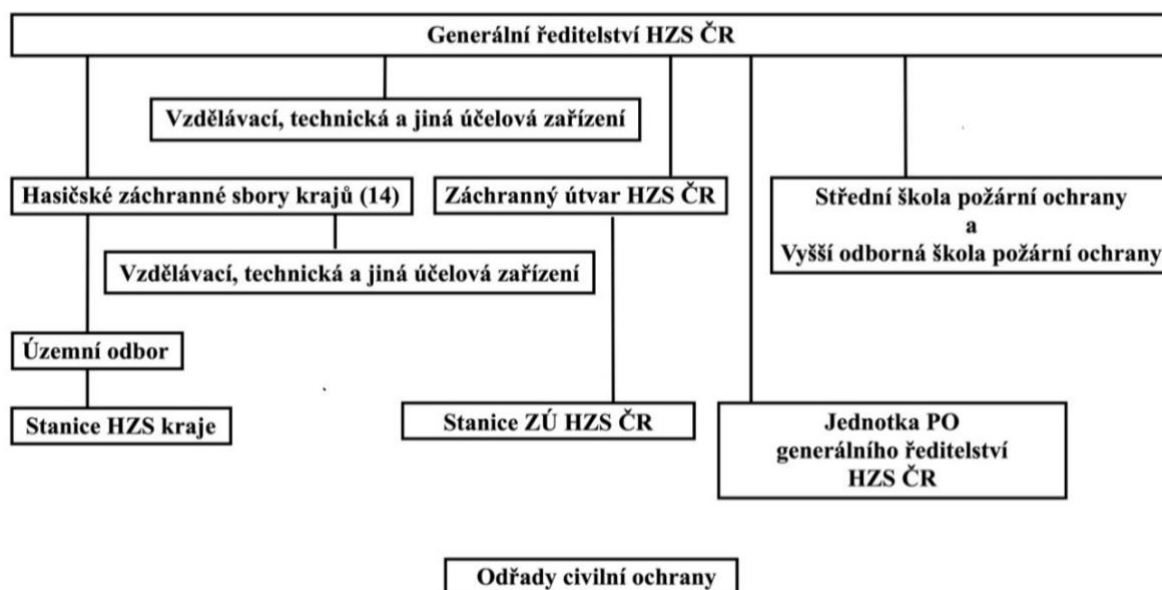 Generální ředitelství HZS ČR
Vzdělávací, technická a jiná účelová zařízení
Hasičské záchranné sbory krajů (14)
Záchranný útvar HZS ČR
Střední škola požární ochrany
a
Vyšší odborná škola požární ochrany
Vzdělávací, technická a jiná účelová zařízení
Územní odbor
Stanice HZS kraje
Stanice ZÚ HZS ČR
Jednotka PO
generálního ředitelství
HZS ČR
Odřady civilní ochrany